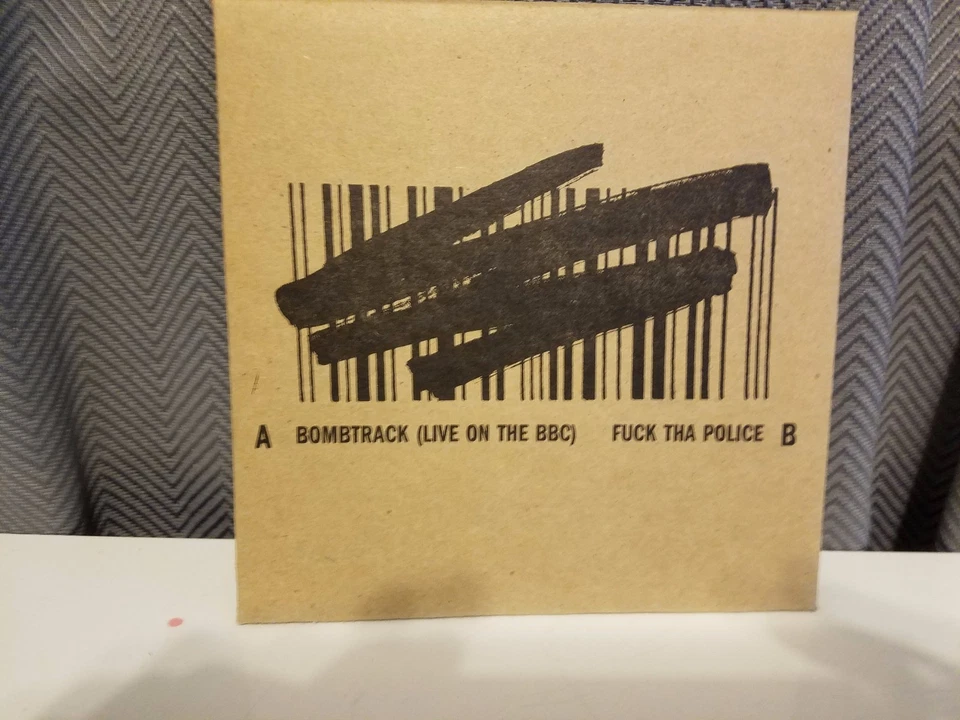 A BOMBTRACK (LIVE ON THE BBC) FUCK THA POLICE B